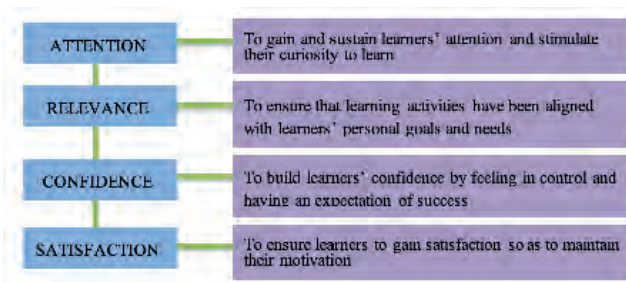 ATTENTION
To gain and sustain learners' attention and stimulate
their curiosity to learn
RELEVANCE
To ensure that learning activities have been aligned
with learners' personal goals and needs
CONFIDENCE
To build learners' confidence by feeling in control and
having an expectation of success
SATISFACTION
To ensure learners to gain satisfaction so as to maintain
their motivation